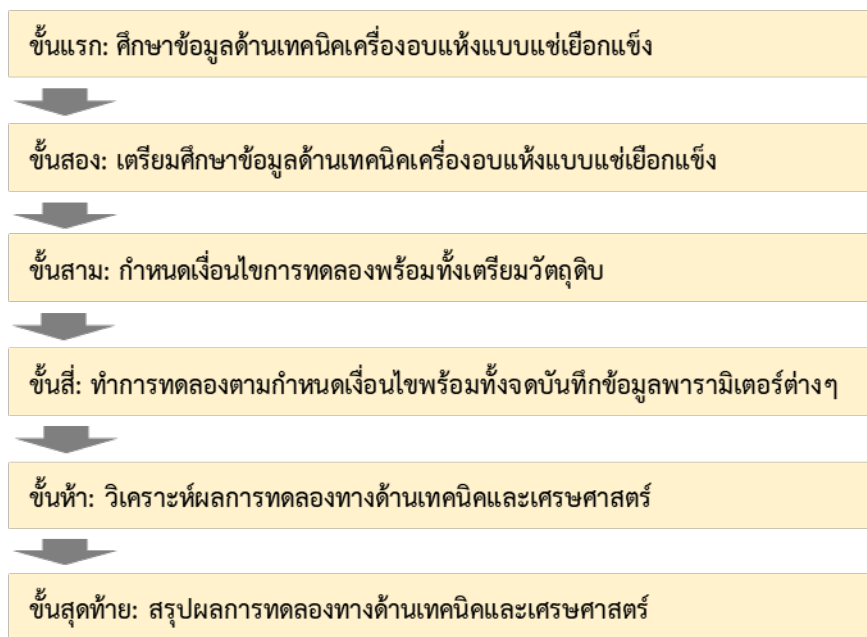 ขั้นแรก: ศึกษาข้อมูลด้านเทคนิคเครื่องอบแห้งแบบแช่เยือกแข็ง
ขั้นสอง: เตรียมศึกษาข้อมูลด้านเทคนิคเครื่องอบแห้งแบบแช่เยือกแข็ง
ขั้นสาม: กำหนดเงื่อนไขการทดลองพร้อมทั้งเตรียมวัตถุดิบ
ขั้นสี่: ทำการทดลองตามกำหนดเงื่อนไขพร้อมทั้งจดบันทึกข้อมูลพารามิเตอร์ต่างๆ
ขั้นห้า: วิเคราะห์ผลการทดลองทางด้านเทคนิคและเศรษศาสตร์
ขั้นสุดท้าย: สรุปผลการทดลองทางด้านเทคนิคและเศรษศาสตร์